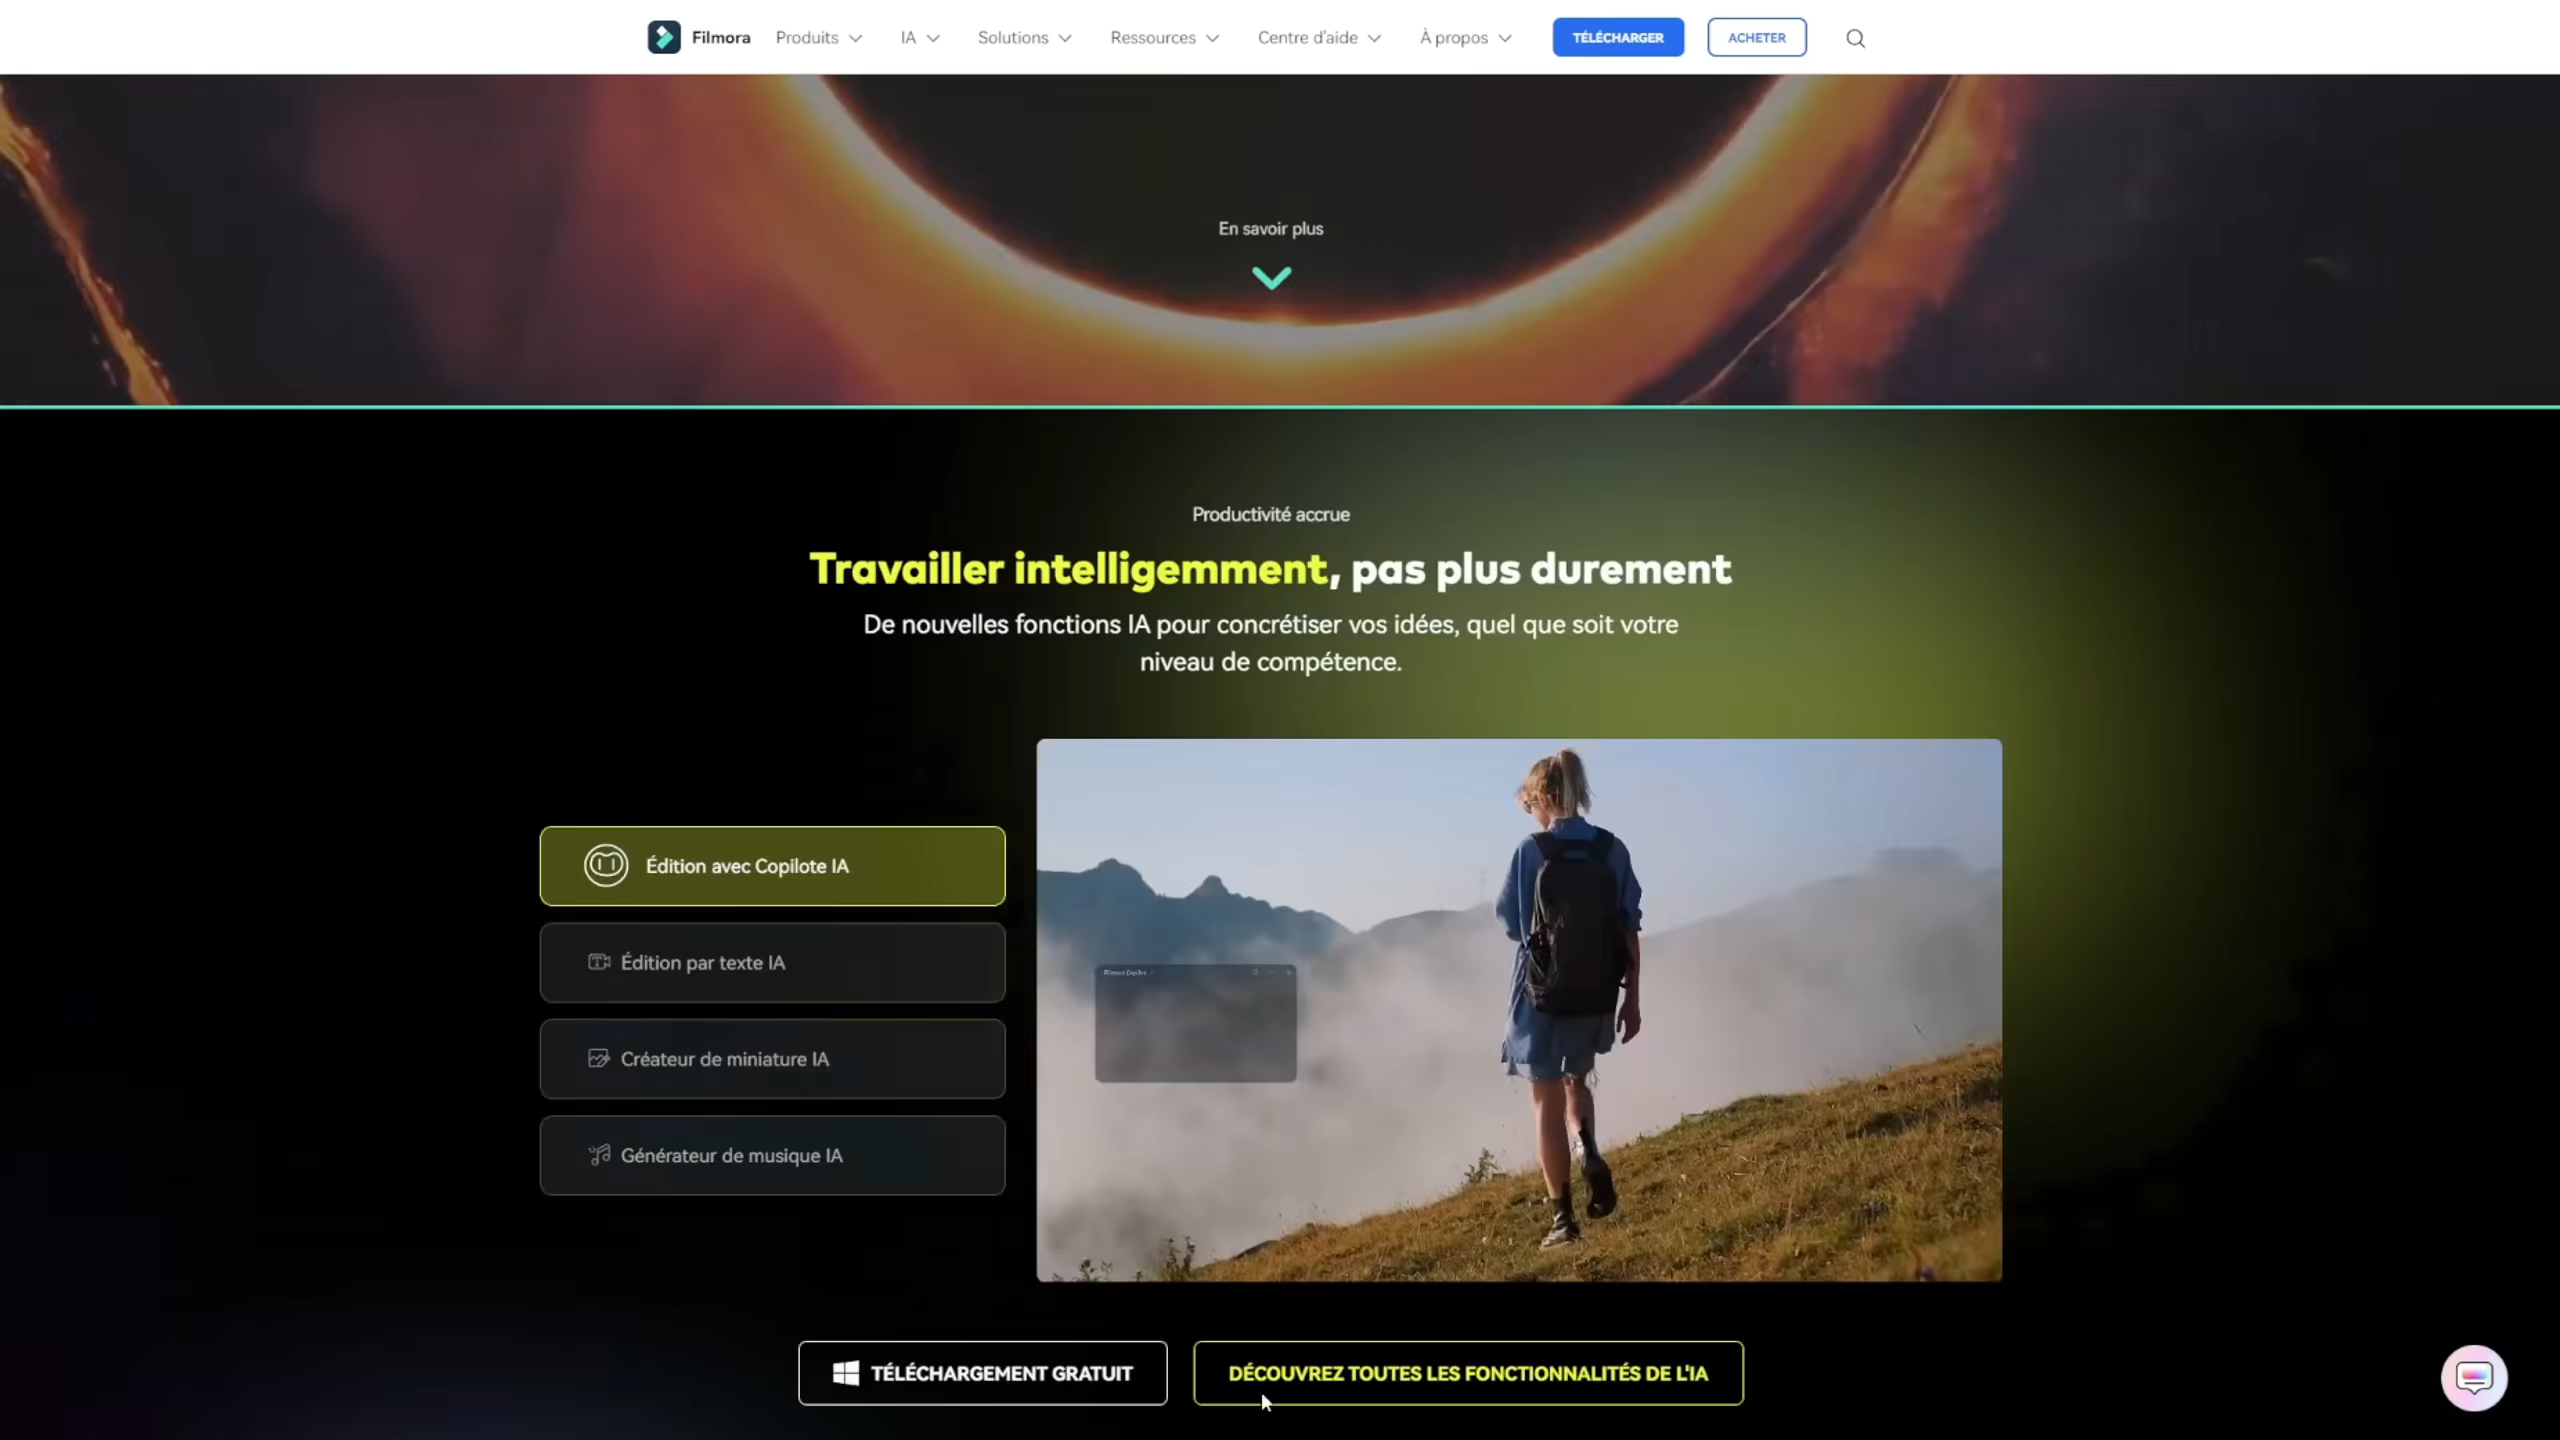 Filmora
Produits
IA
Solutions
Ressources
Centre d'aide
À propos
TÉLÉCHARGER
ACHETER
En savoir plus
Productivité accrue
Travailler intelligemment, pas plus durement
De nouvelles fonctions IA pour concrétiser vos idées, quel que soit votre
niveau de compétence.
Édition avec Copilote IA
Édition par texte IA
Créateur de miniature IA
Générateur de musique IA
TÉLÉCHARGEMENT GRATUIT
DÉCOUVREZ TOUTES LES FONCTIONNALITÉS DE L'IA